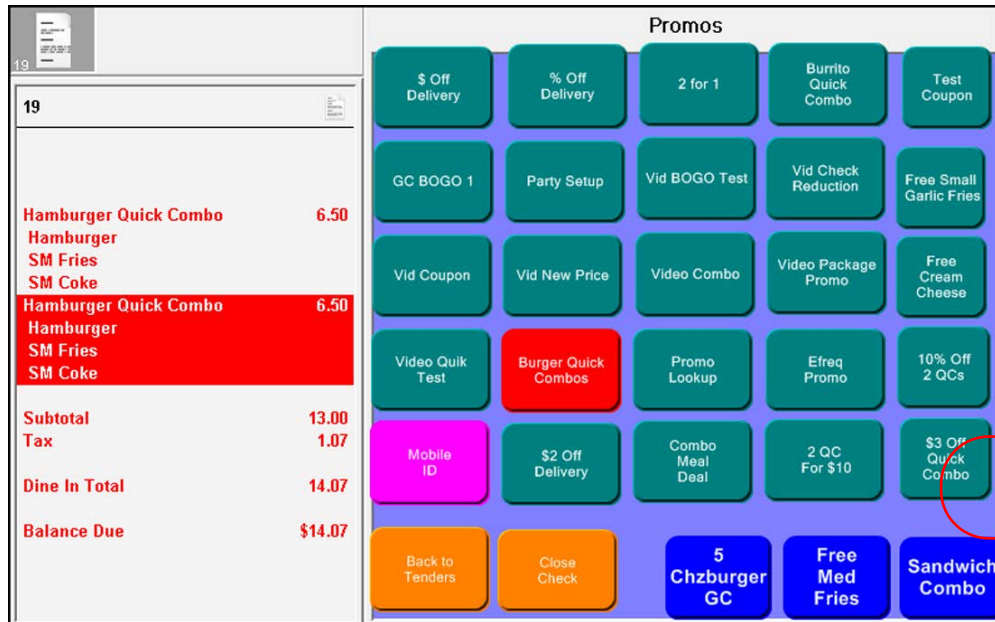 Promos
19
19
Hamburger Quick Combo 6.50
Hamburger
SM Fries
SM Coke
Hamburger Quick Combo 6.50
Hamburger
SM Fries
SM Coke
Subtotal 13.00
Tax 1.07
Dine In Total 14.07
Balance Due $14.07
$ Off
Delivery
% Off
Delivery
2 for 1
Burrito
Quick
Combo
Test
Coupon
GC BOGO 1
Party Setup
Vid BOGO Test
Vid Check
Reduction
Free Small
Garlic Fries
Vid Coupon
Vid New Price
Video Combo
Video Package
Promo
Free
Cream
Cheese
Video Quik
Test
Burger Quick
Combos
Promo
Lookup
Efreq
Promo
10% Off
2 QCs
Mobile
ID
$2 Off
Delivery
Combo
Meal
Deal
2 QC
For $10
$3 Off
Quick
Combo
Back to
Tenders
Close
Check
5
Chzburger
GC
Free
Med
Fries
Sandwich
Combo